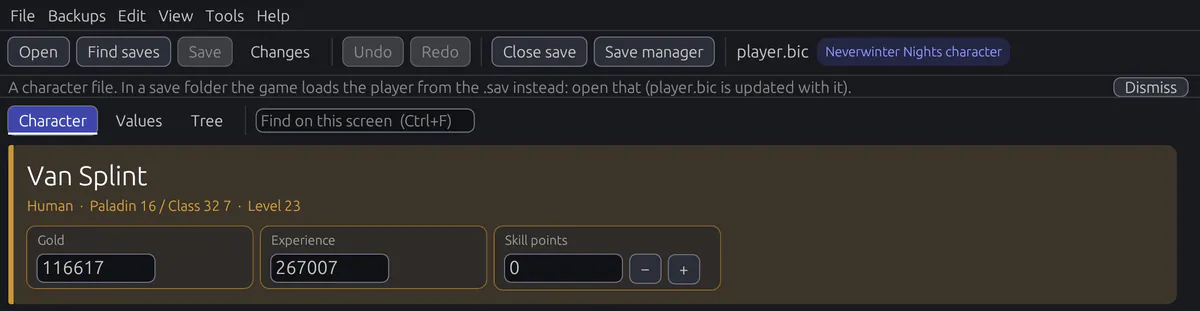 File Backups Edit View Tools Help
Open Find saves Save Changes Undo Redo Close save Save manager player.bic Neverwinter Nights character
A character file. In a save folder the game loads the player from the .sav instead: open that (player.bic is updated with it). Dismiss
Character Values Tree Find on this screen (Ctrl+F)
Van Splint
Human · Paladin 16 / Class 32 7 · Level 23
Gold Experience Skill points
116617 267007 0 − +